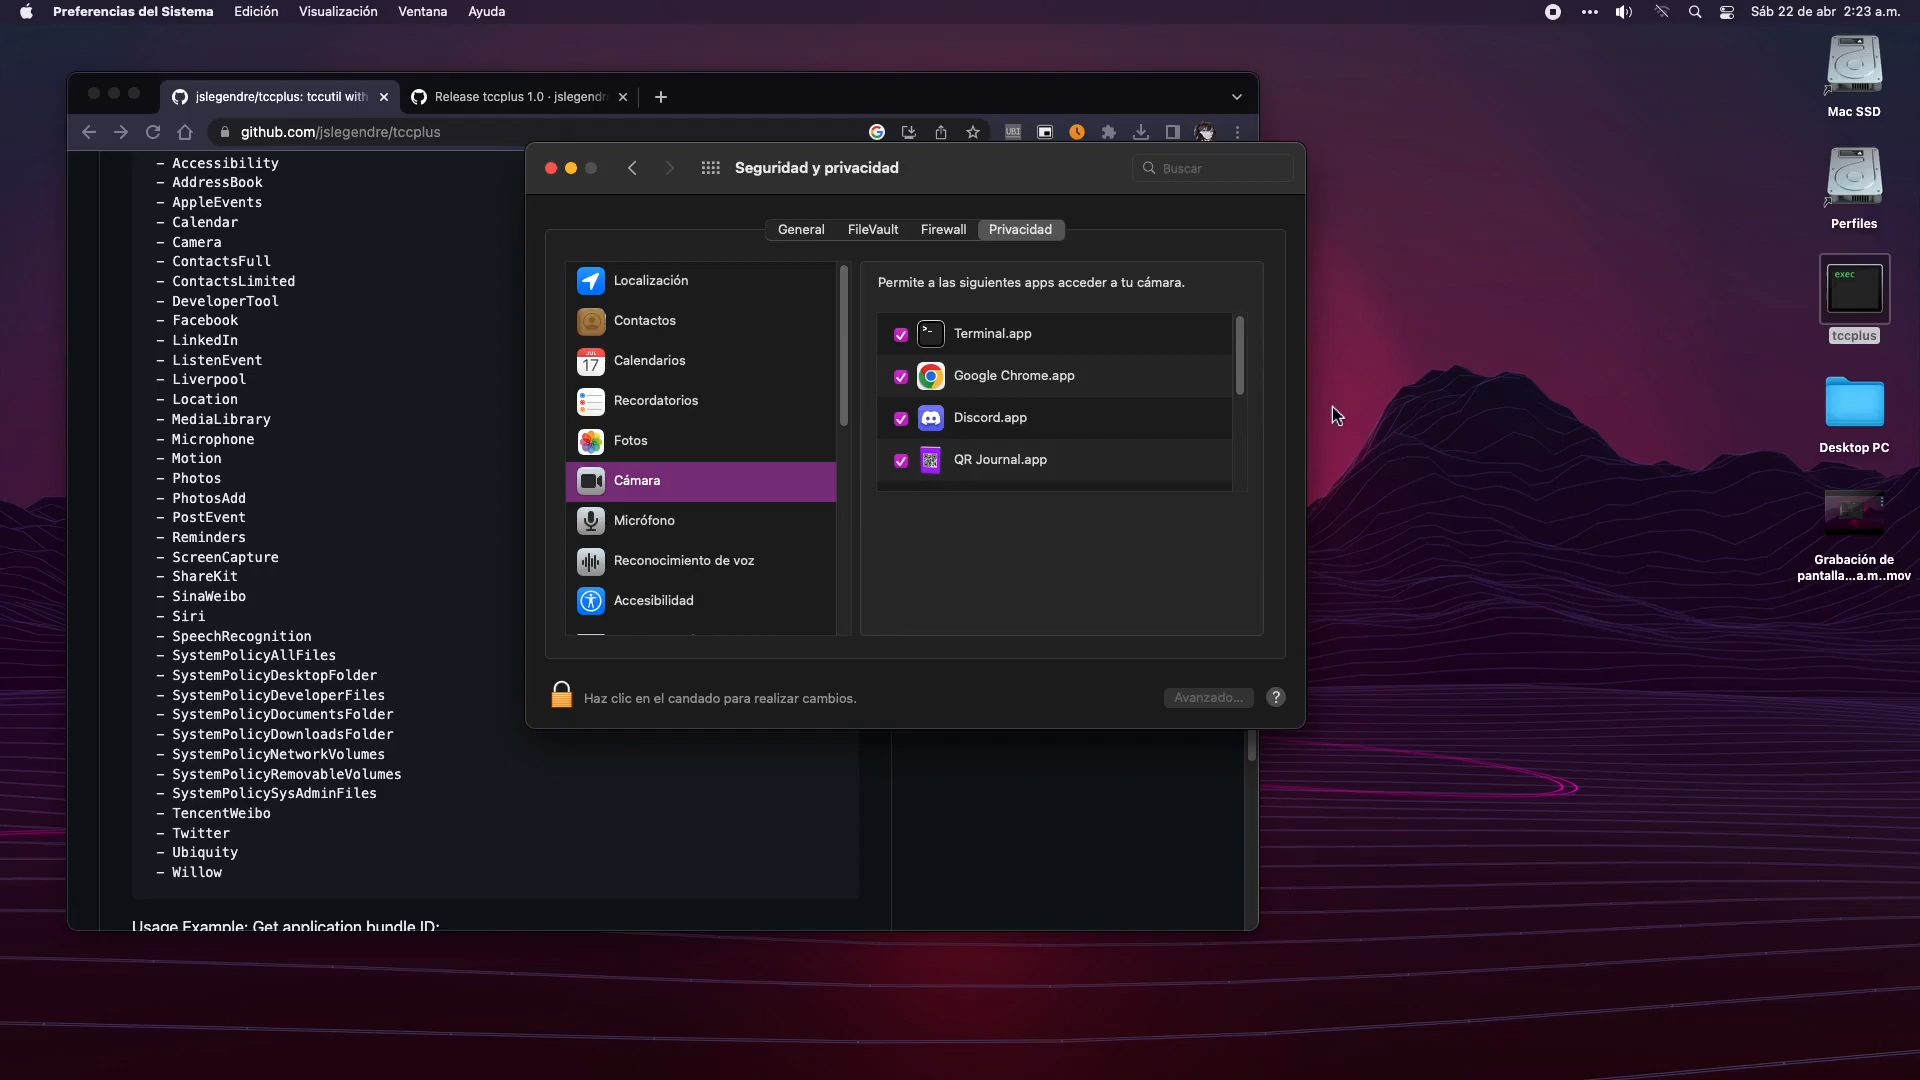 Preferencias del Sistema Edición Visualización Ventana Ayuda
Sáb 22 de abr 2:23 a.m.
jslegendre/tccplus: tccutil with
Release tccplus 1.0 · jslegendr
github.com/jslegendre/tccplus
UBI
- Accessibility
- AddressBook
- AppleEvents
- Calendar
- Camera
- ContactsFull
- ContactsLimited
- DeveloperTool
- Facebook
- LinkedIn
- ListenEvent
- Liverpool
- Location
- MediaLibrary
- Microphone
- Motion
- Photos
- PhotosAdd
- PostEvent
- Reminders
- ScreenCapture
- ShareKit
- SinaWeibo
- Siri
- SpeechRecognition
- SystemPolicyAllFiles
- SystemPolicyDesktopFolder
- SystemPolicyDeveloperFiles
- SystemPolicyDocumentsFolder
- SystemPolicyDownloadsFolder
- SystemPolicyNetworkVolumes
- SystemPolicyRemovableVolumes
- SystemPolicySysAdminFiles
- TencentWeibo
- Twitter
- Ubiquity
- Willow
Usage Example: Get application bundle ID:
Seguridad y privacidad
Buscar
General FileVault Firewall Privacidad
Localización
Contactos
JUL
17
Calendarios
Recordatorios
Fotos
Cámara
Micrófono
Reconocimiento de voz
Accesibilidad
Permite a las siguientes apps acceder a tu cámara.
Terminal.app
Google Chrome.app
Discord.app
QR Journal.app
Haz clic en el candado para realizar cambios.
Avanzado...
?
Mac SSD
Perfiles
exec
tccplus
Desktop PC
Grabación de
pantalla...a.m..mov